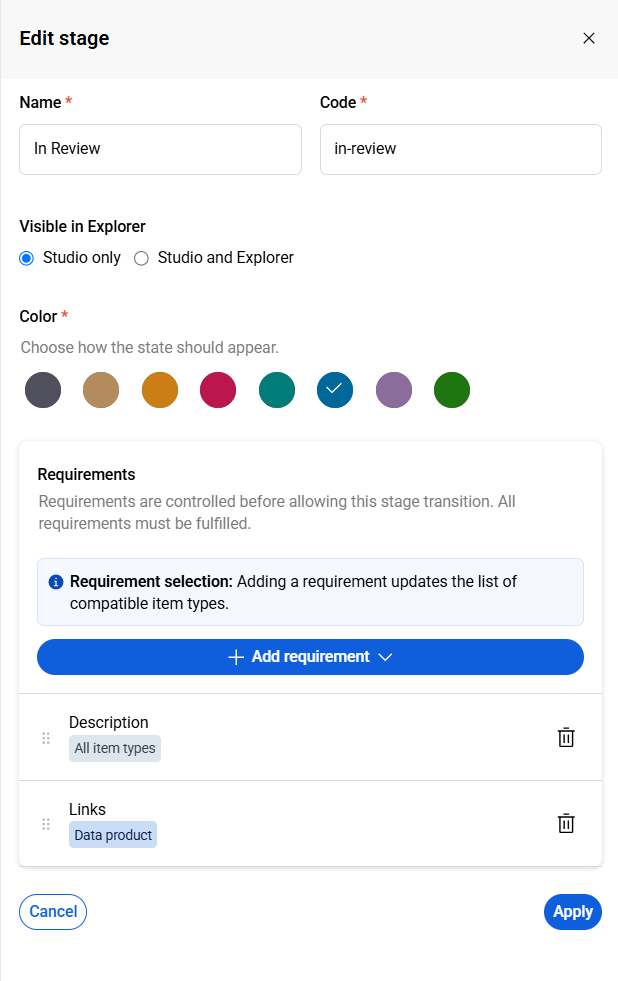 Edit stage
Name *
Code *
In Review
in-review
Visible in Explorer
Studio only
Studio and Explorer
Color *
Choose how the state should appear.
Requirements
Requirements are controlled before allowing this stage transition. All
requirements must be fulfilled.
Requirement selection: Adding a requirement updates the list of
compatible item types.
Add requirement
Description
All item types
Links
Data product
Cancel
Apply